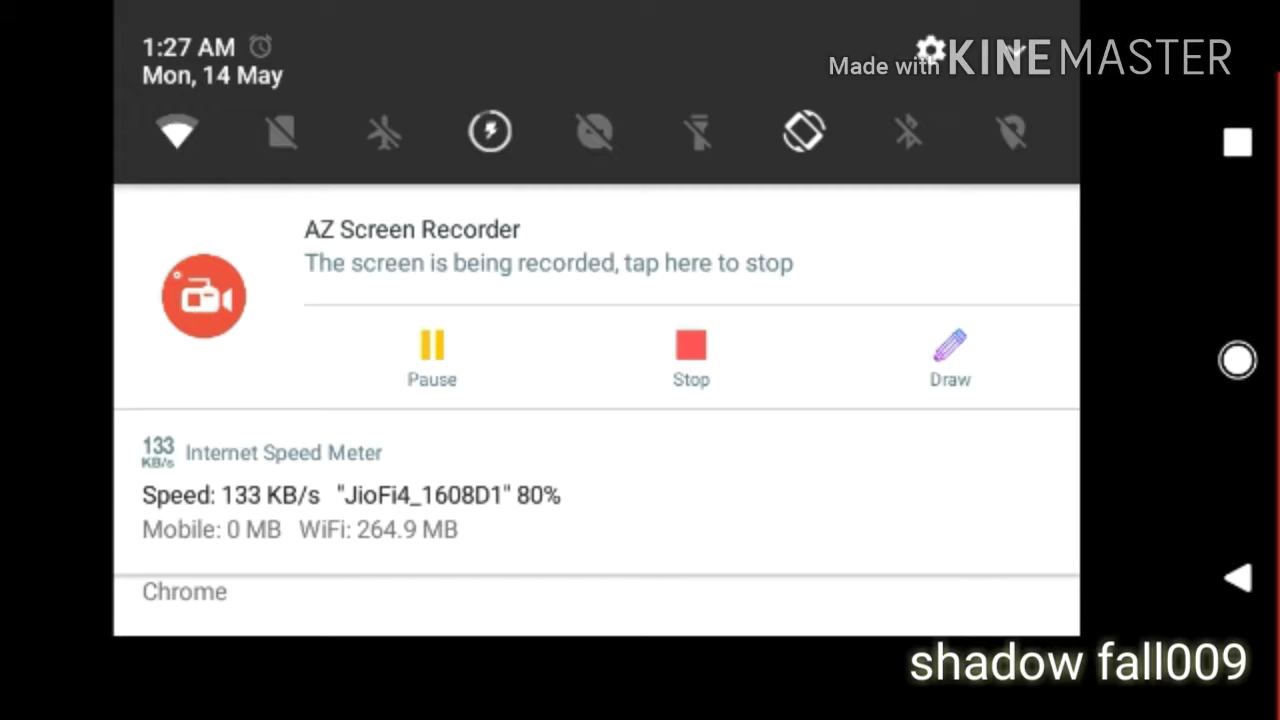 1:27 AM
Made with KINEMASTER
Mon, 14 May
AZ Screen Recorder
The screen is being recorded, tap here to stop
Pause
Stop
Draw
133
KB/s
Internet Speed Meter
Speed: 133 KB/s "JioFi4_1608D1" 80%
Mobile: 0 MB WiFi: 264.9 MB
Chrome
shadow fall009